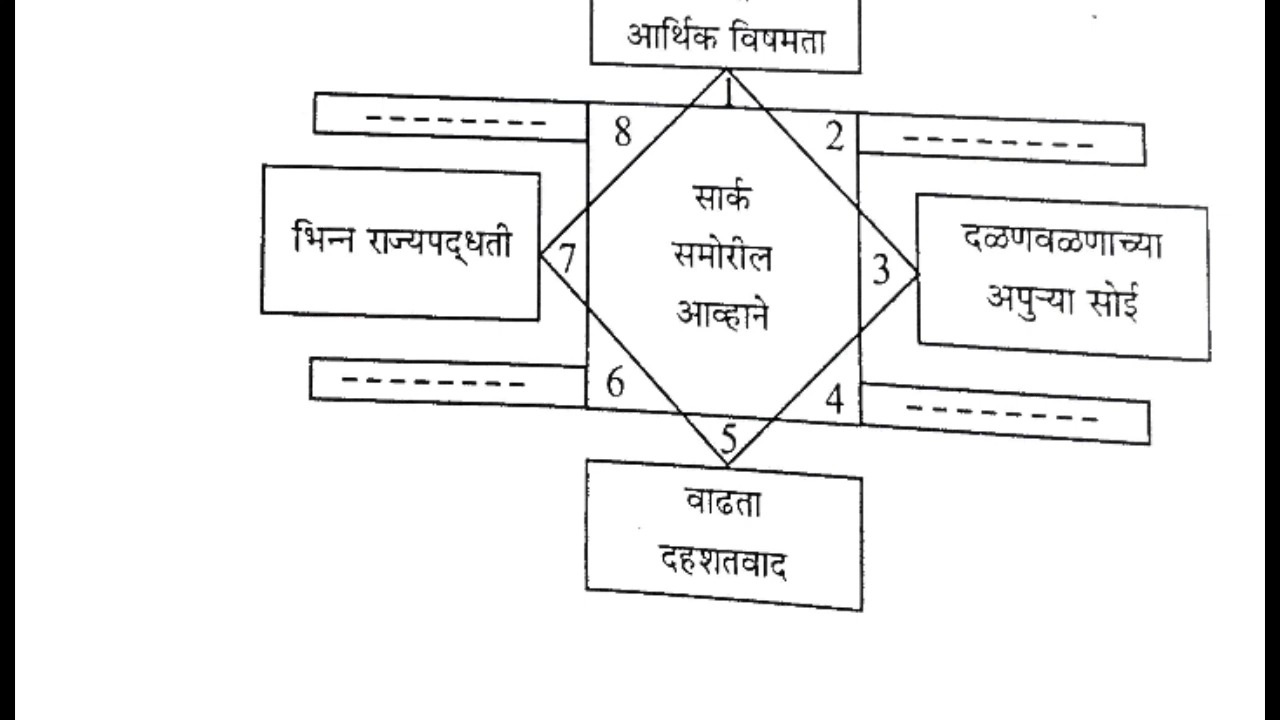 आर्थिक विषमता
1
--------
8
2
--------
भिन्न राज्यपद्धती
7
सार्क
समोरील
आव्हाने
3
दळणवळणाच्या
अपुऱ्या सोई
--------
6
4
--------
5
वाढता
दहशतवाद